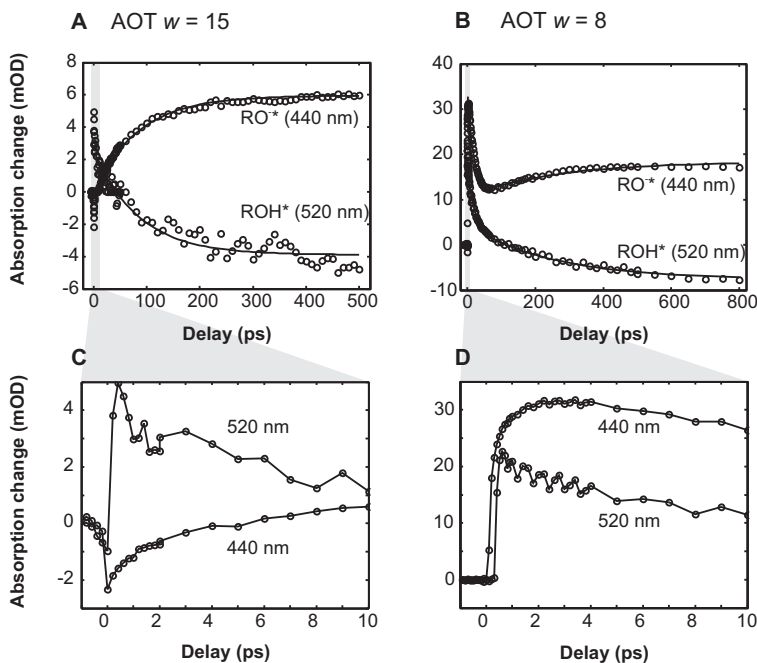 A AOT w = 15
Absorption change (mOD)
8
6
4
2
0
-2
-4
-6
RO⁻* (440 nm)
ROH* (520 nm)
0 100 200 300 400 500
Delay (ps)
B AOT w = 8
40
30
20
10
0
-10
RO⁻* (440 nm)
ROH* (520 nm)
0 200 400 600 800
Delay (ps)
C
Absorption change (mOD)
4
2
0
-2
520 nm
440 nm
0 2 4 6 8 10
Delay (ps)
D
30
20
10
0
440 nm
520 nm
0 2 4 6 8 10
Delay (ps)